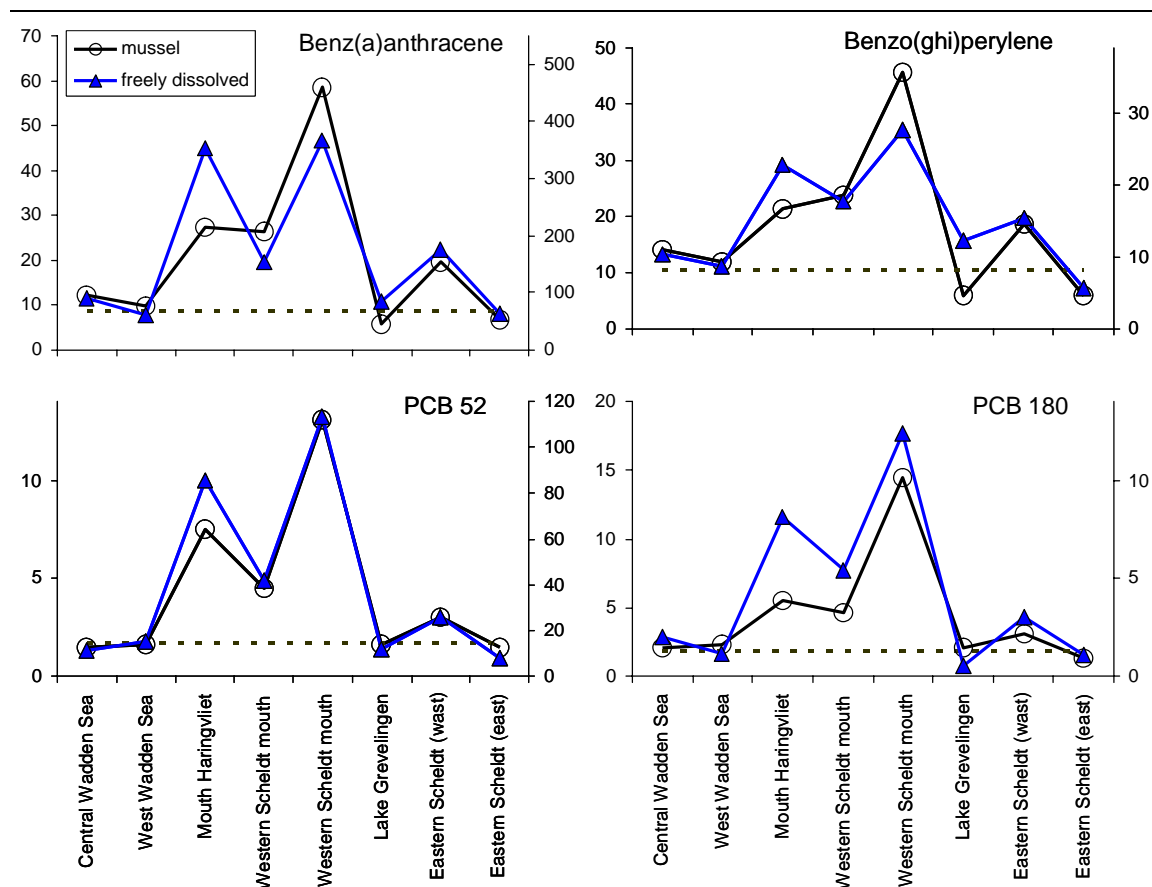 Benz(a)anthracene
mussel
freely dissolved
70
60
50
40
30
20
10
0
500
400
300
200
100
0
Benzo(ghi)perylene
50
40
30
20
10
0
30
20
10
0
PCB 52
10
5
0
120
100
80
60
40
20
0
PCB 180
20
15
10
5
0
10
5
0
Central Wadden Sea
West Wadden Sea
Mouth Haringvliet
Western Scheldt mouth
Western Scheldt mouth
Lake Grevelingen
Eastern Scheldt (wast)
Eastern Scheldt (east)
Central Wadden Sea
West Wadden Sea
Mouth Haringvliet
Western Scheldt mouth
Western Scheldt mouth
Lake Grevelingen
Eastern Scheldt (wast)
Eastern Scheldt (east)